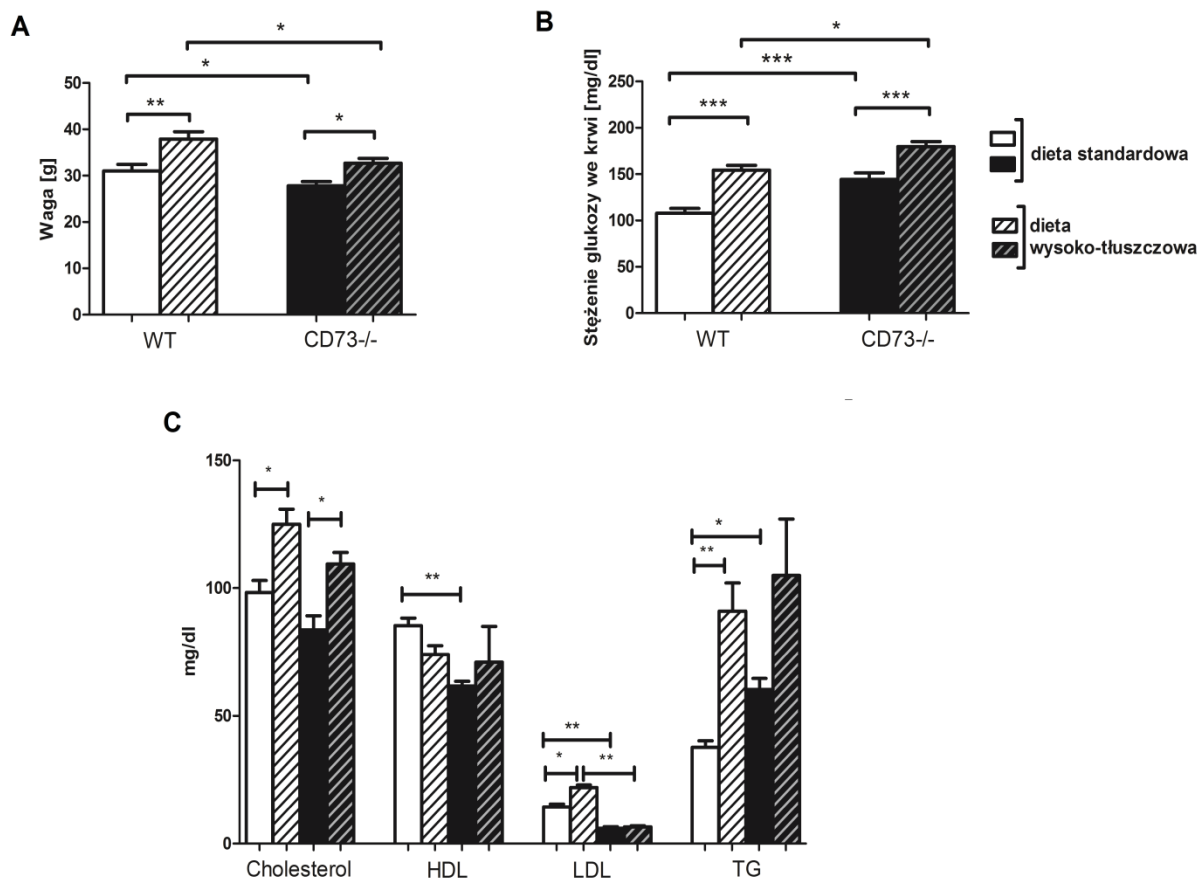 A
*
*
**
*
Waga [g]
50
40
30
20
10
0
WT
CD73-/-
B
*
***
***
***
Stężenie glukozy we krwi [mg/dl]
250
200
150
100
50
0
WT
CD73-/-
dieta standardowa
dieta
wysoko-tłuszczowa
C
mg/dl
150
100
50
0
*
*
**
**
*
**
*
**
Cholesterol
HDL
LDL
TG